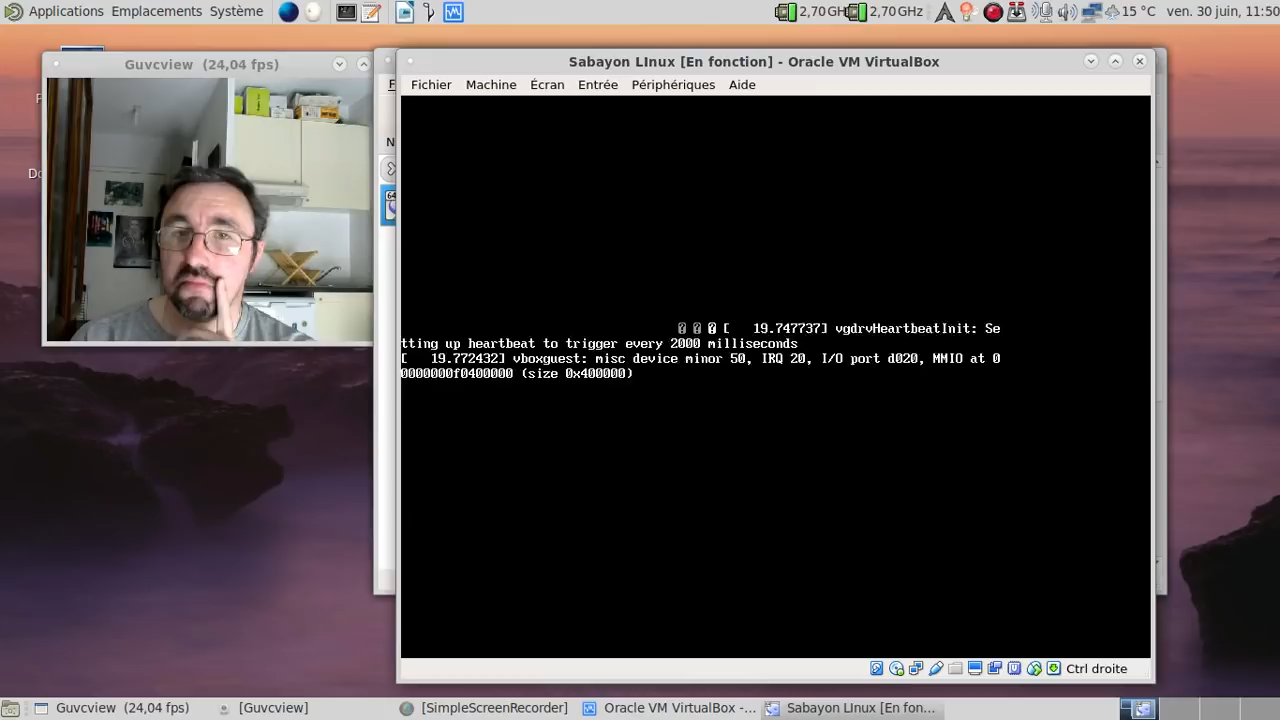 Applications Emplacements Système
2,70 GHz 2,70 GHz 15 °C ven. 30 juin, 11:50
Guvcview (24,04 fps)
Sabayon LInux [En fonction] - Oracle VM VirtualBox
Fichier Machine Écran Entrée Périphériques Aide
[ 19.747737] vgdrvHeartbeatInit: Se
tting up heartbeat to trigger every 2000 milliseconds
[ 19.772432] vboxguest: misc device minor 50, IRQ 20, I/O port d020, MMIO at 0
0000000f0400000 (size 0x400000)
Ctrl droite
Guvcview (24,04 fps) [Guvcview] [SimpleScreenRecorder] Oracle VM VirtualBox -... Sabayon LInux [En fon...